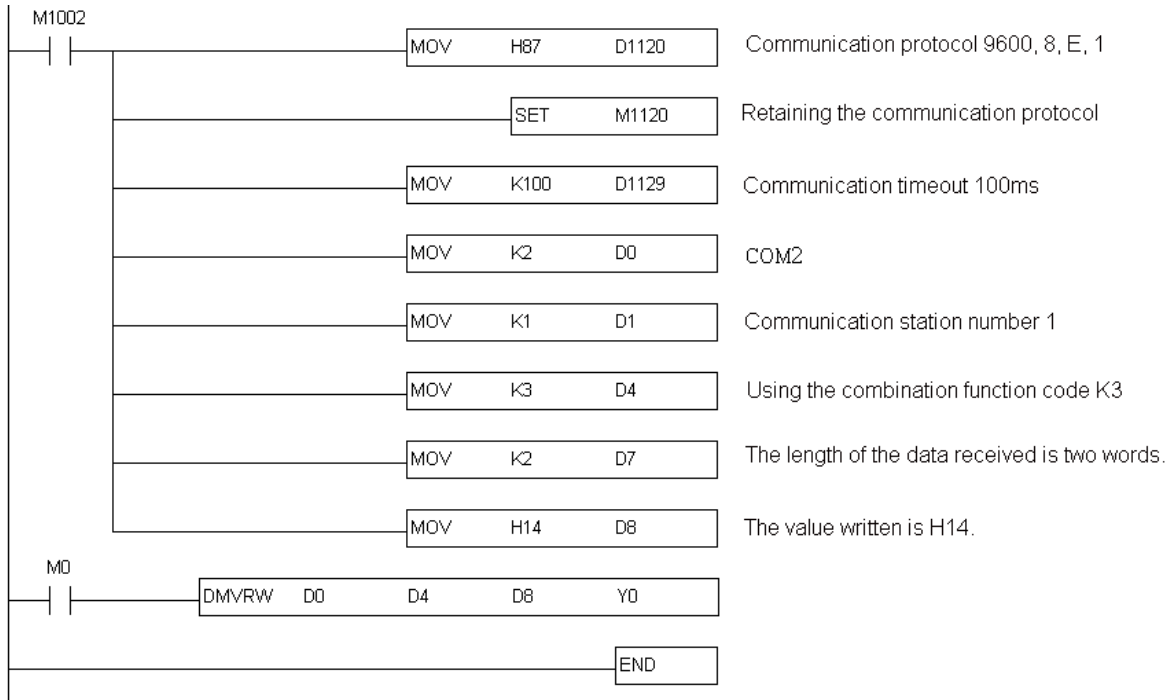 M1002
MOV H87 D1120 Communication protocol 9600, 8, E, 1
SET M1120 Retaining the communication protocol
MOV K100 D1129 Communication timeout 100ms
MOV K2 D0 COM2
MOV K1 D1 Communication station number 1
MOV K3 D4 Using the combination function code K3
MOV K2 D7 The length of the data received is two words.
MOV H14 D8 The value written is H14.
M0
DMVRW D0 D4 D8 Y0
END